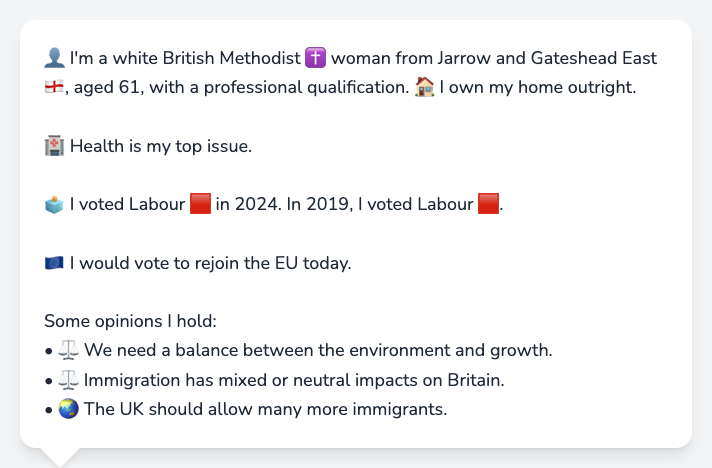 👤 I'm a white British Methodist ✝️ woman from Jarrow and Gateshead East
🏴󠁧󠁢󠁥󠁮󠁧󠁿, aged 61, with a professional qualification. 🏠 I own my home outright.
🏥 Health is my top issue.
🗳️ I voted Labour 🟥 in 2024. In 2019, I voted Labour 🟥.
🇪🇺 I would vote to rejoin the EU today.
Some opinions I hold:
• ⚖️ We need a balance between the environment and growth.
• ⚖️ Immigration has mixed or neutral impacts on Britain.
• 🌏 The UK should allow many more immigrants.